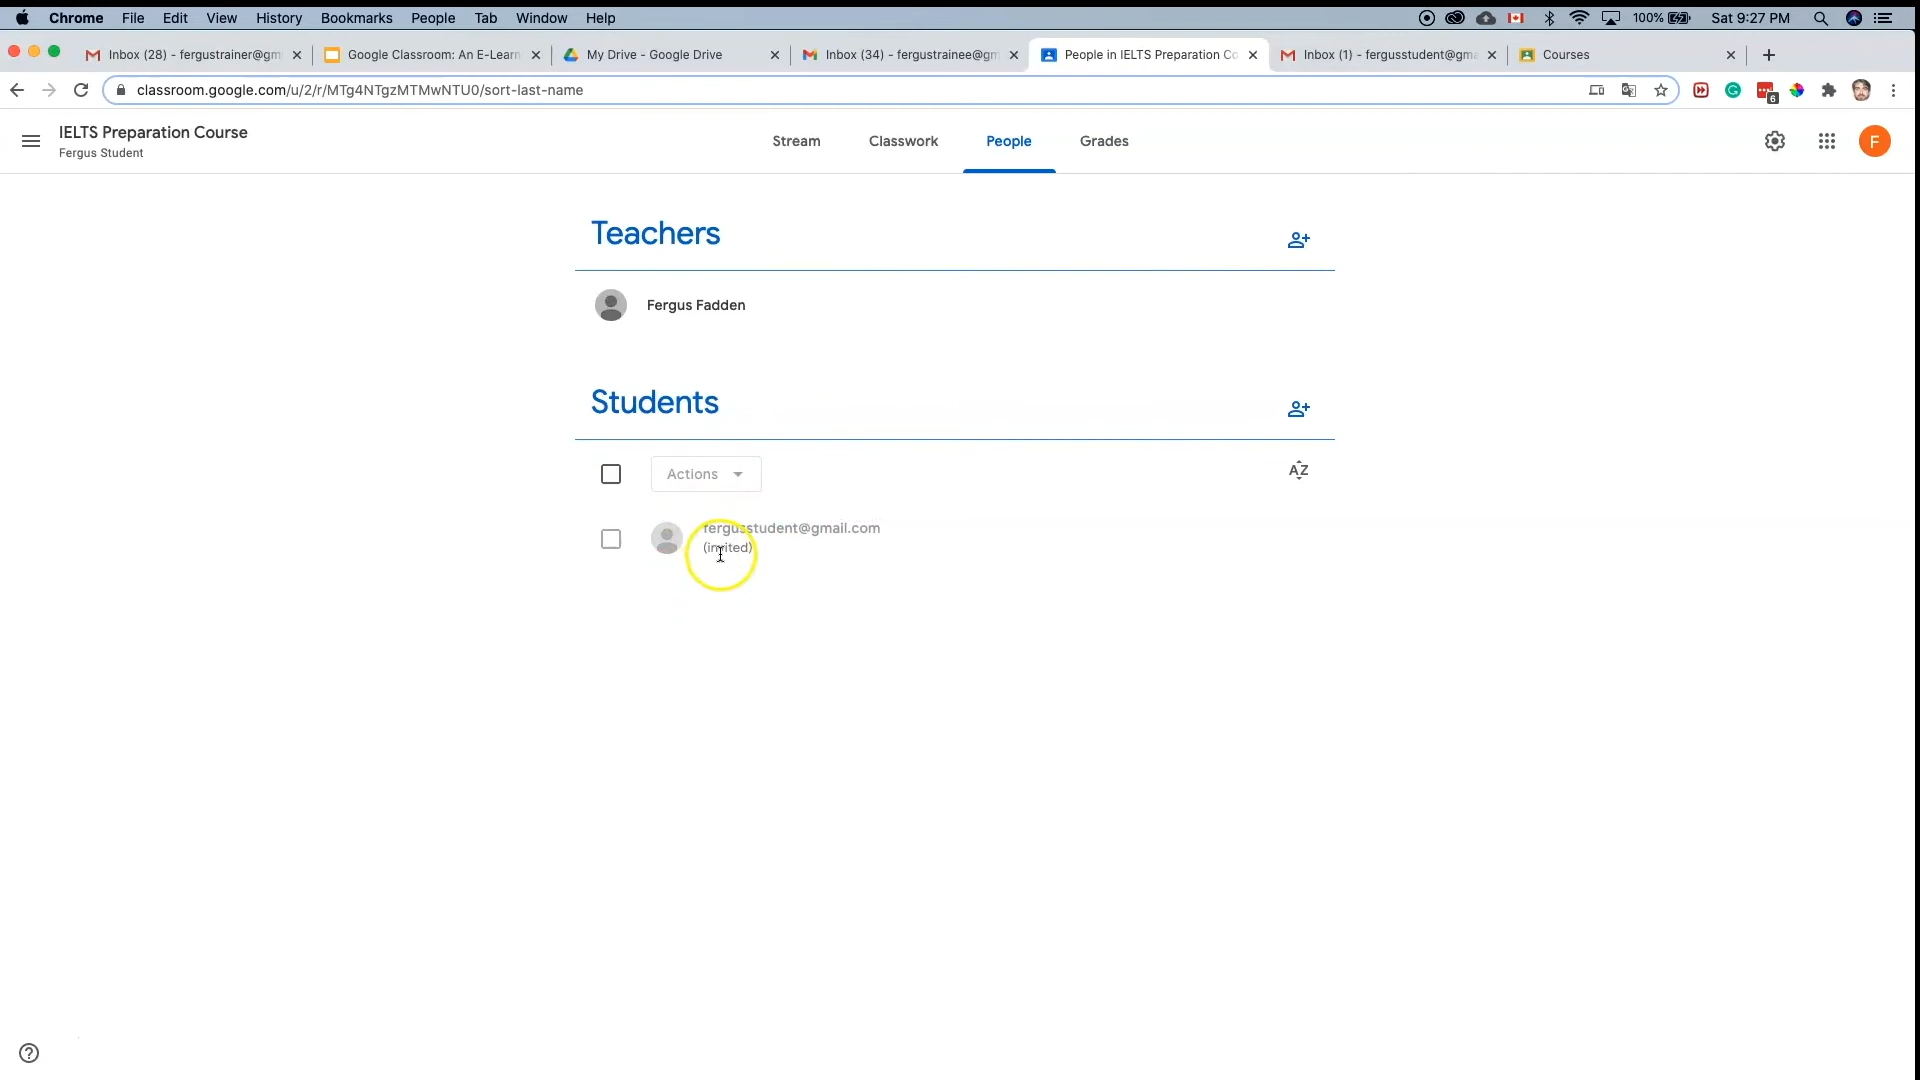 Chrome File Edit View History Bookmarks People Tab Window Help 100% Sat 9:27 PM
Inbox (28) - fergustrainer@gm Google Classroom: An E-Learn My Drive - Google Drive Inbox (34) - fergustrainee@gm People in IELTS Preparation Co Inbox (1) - fergusstudent@gma Courses
classroom.google.com/u/2/r/MTg4NTgzMTMwNTU0/sort-last-name 6
IELTS Preparation Course
Fergus Student
Stream Classwork People Grades F
Teachers
Fergus Fadden
Students
Actions AZ
fergusstudent@gmail.com
(invited)